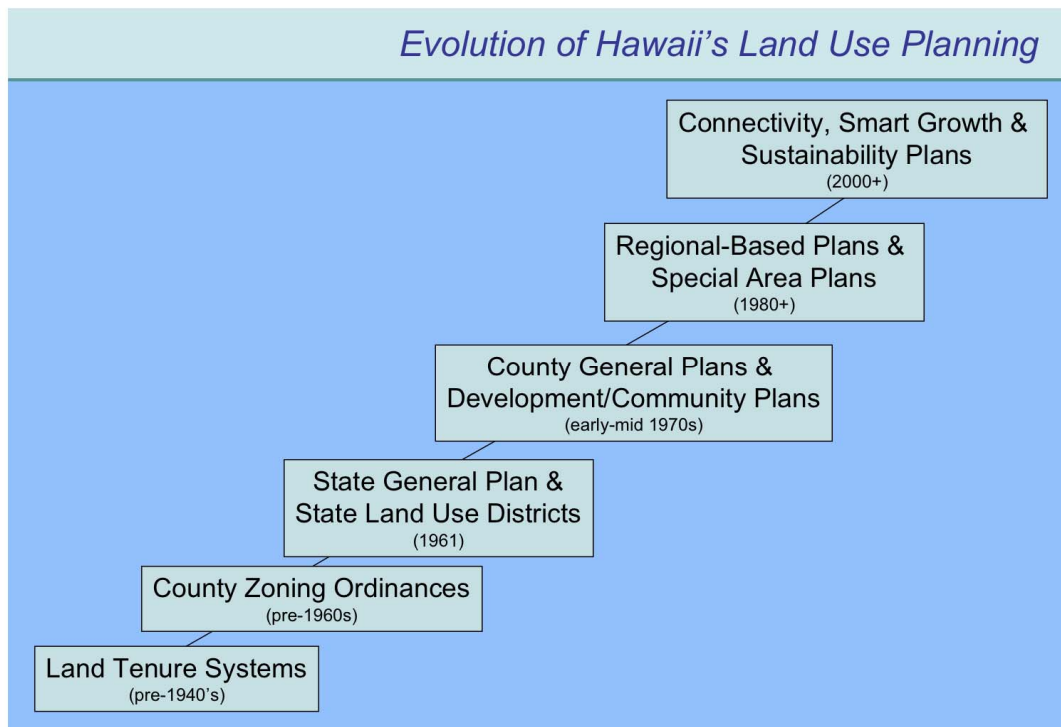 Evolution of Hawaii's Land Use Planning
Connectivity, Smart Growth &
Sustainability Plans
(2000+)
Regional-Based Plans &
Special Area Plans
(1980+)
County General Plans &
Development/Community Plans
(early-mid 1970s)
State General Plan &
State Land Use Districts
(1961)
County Zoning Ordinances
(pre-1960s)
Land Tenure Systems
(pre-1940's)